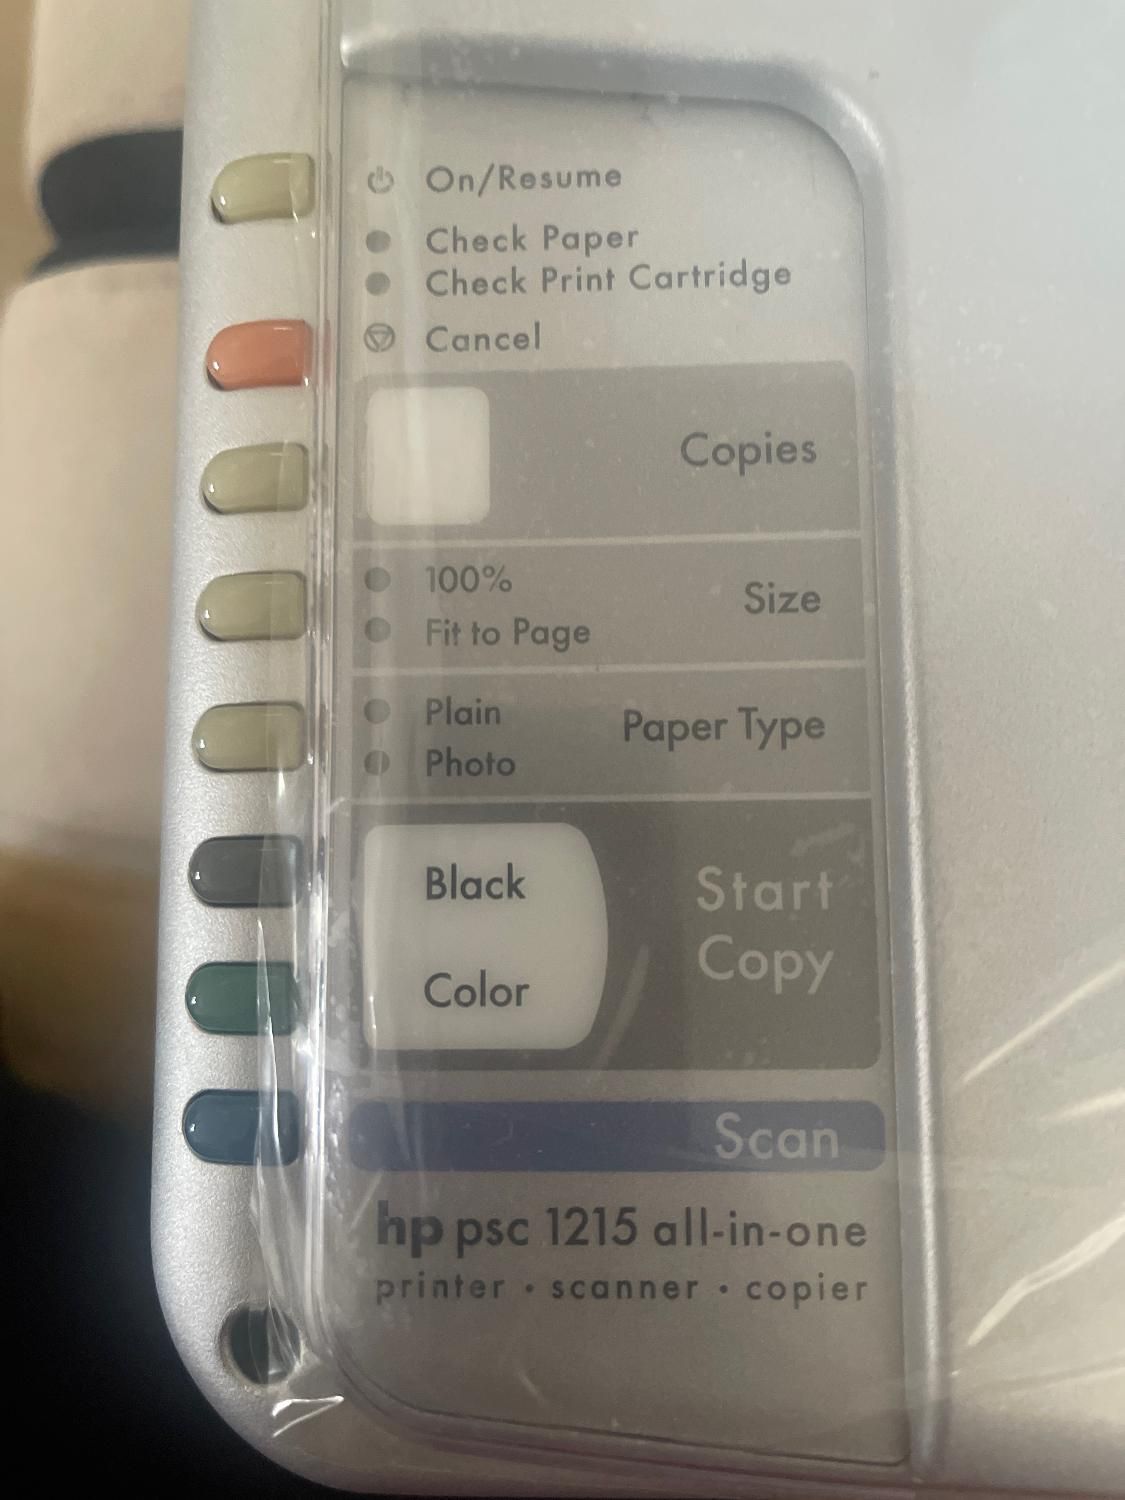 On/Resume
Check Paper
Check Print Cartridge
Cancel
Copies
100%
Fit to Page
Size
Plain
Photo
Paper Type
Black
Color
Start
Copy
Scan
hp psc 1215 all-in-one
printer • scanner • copier